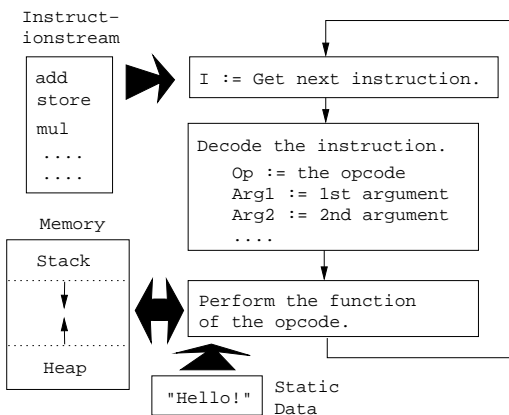 Instruct-
ionstream
add
store
mul
....
....
I := Get next instruction.
Decode the instruction.
Op := the opcode
Arg1 := 1st argument
Arg2 := 2nd argument
....
Memory
Stack
Heap
Perform the function
of the opcode.
"Hello!"
Static
Data